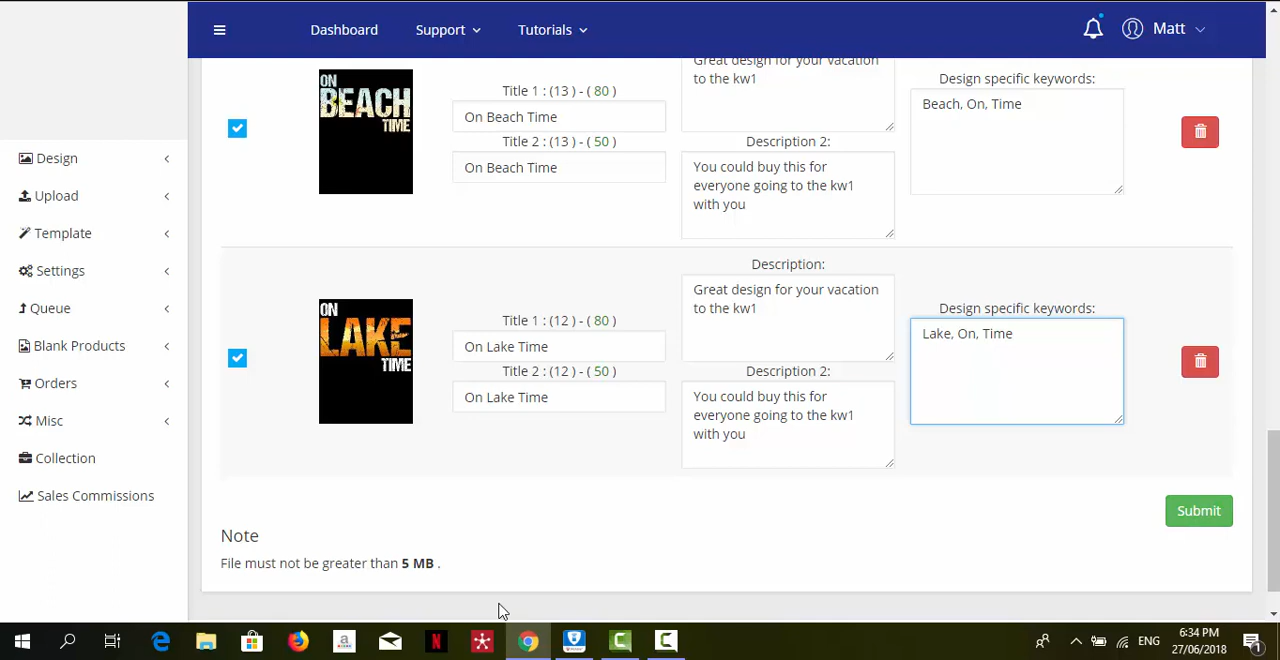 Dashboard
Support
Tutorials
Matt
Design
Upload
Template
Settings
Queue
Blank Products
Orders
Misc
Collection
Sales Commissions
ON
BEACH
TIME
Title 1 : (13 ) - ( 80 )
On Beach Time
Title 2 : (13 ) - ( 50 )
On Beach Time
Great design for your vacation
to the kw1
Description 2:
You could buy this for
everyone going to the kw1
with you
Design specific keywords:
Beach, On, Time
ON
LAKE
TIME
Title 1 : (12 ) - ( 80 )
On Lake Time
Title 2 : (12 ) - ( 50 )
On Lake Time
Description:
Great design for your vacation
to the kw1
Description 2:
You could buy this for
everyone going to the kw1
with you
Design specific keywords:
Lake, On, Time
Submit
Note
File must not be greater than 5 MB .
ENG
6:34 PM
27/06/2018